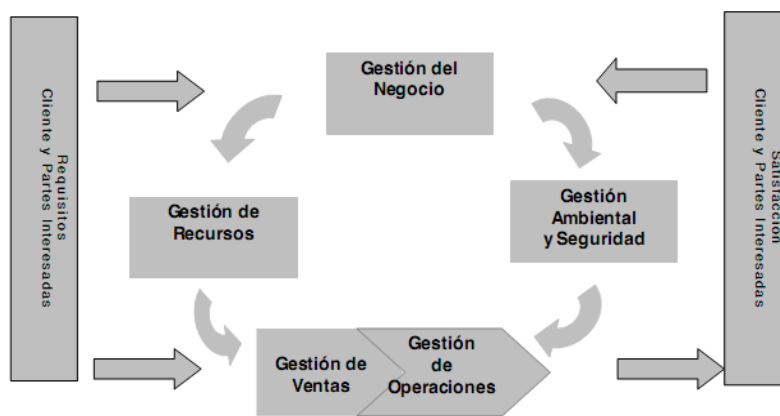 Requisitos
Cliente y Partes Interesadas
Gestión del
Negocio
Gestión de
Recursos
Gestión
Ambiental
y Seguridad
Gestión de
Ventas
Gestión
de
Operaciones
Satisfacción
Cliente y Partes Interesadas